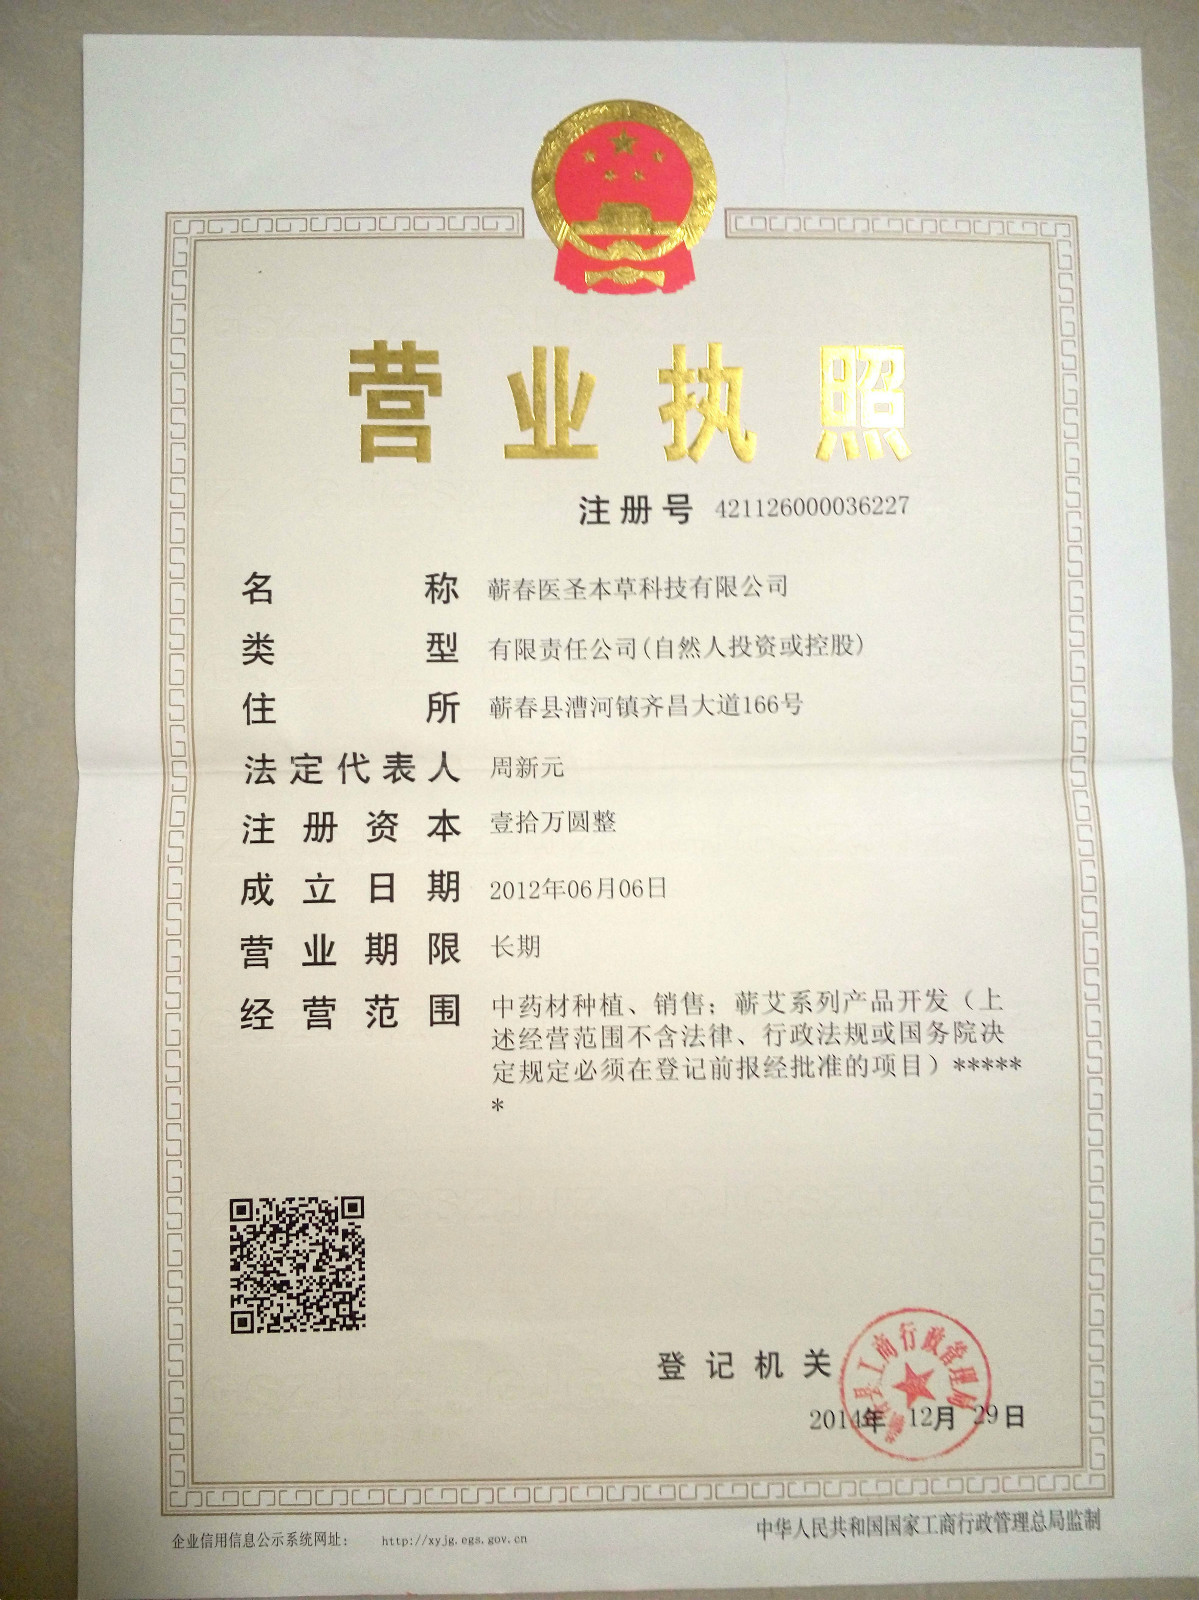 营业执照
注册号 421126000036227
名称 蕲春医圣本草科技有限公司
类型 有限责任公司(自然人投资或控股)
住所 蕲春县漕河镇齐昌大道166号
法定代表人 周新元
注册资本 壹拾万圆整
成立日期 2012年06月06日
营业期限 长期
经营范围 中药材种植、销售；蕲艾系列产品开发（上
述经营范围不含法律、行政法规或国务院决
定规定必须在登记前报经批准的项目）*****
*
登记机关
县工商行政管理局
2014年 12月 29日
企业信用信息公示系统网址： http://xyjg.egs.gov.cn
中华人民共和国国家工商行政管理总局监制